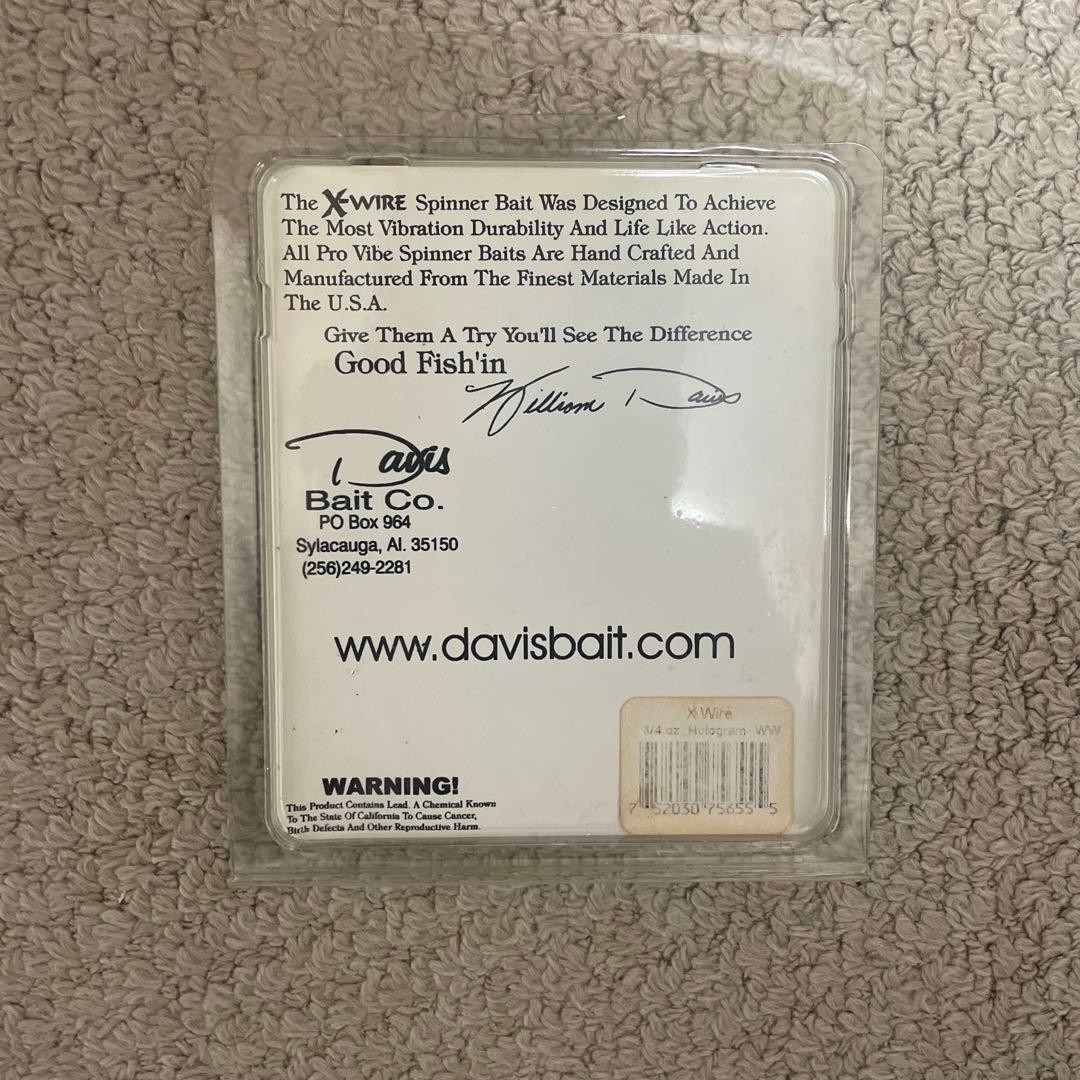 The X-WIRE Spinner Bait Was Designed To Achieve
The Most Vibration Durability And Life Like Action.
All Pro Vibe Spinner Baits Are Hand Crafted And
Manufactured From The Finest Materials Made In
The U.S.A.
Give Them A Try You'll See The Difference
Good Fish'in
William Davis
Davis
Bait Co.
PO Box 964
Sylacauga, Al. 35150
(256)249-2281
www.davisbait.com
X Wire
3/4 oz Hologram WW
7 52030 75655 5
WARNING!
This Product Contains Lead. A Chemical Known
To The State Of California To Cause Cancer,
Birth Defects And Other Reproductive Harm.